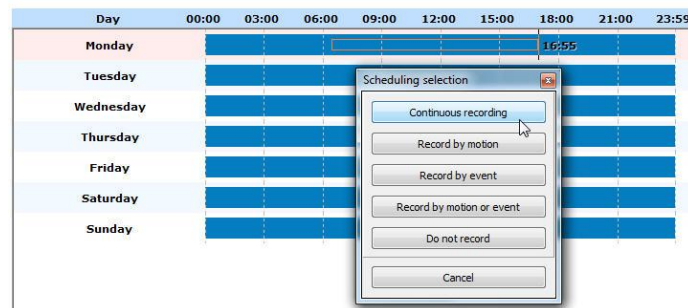 Day 00:00 03:00 06:00 09:00 12:00 15:00 18:00 21:00 23:59
Monday 16:55
Tuesday
Wednesday
Thursday
Friday
Saturday
Sunday
Scheduling selection
Continuous recording
Record by motion
Record by event
Record by motion or event
Do not record
Cancel